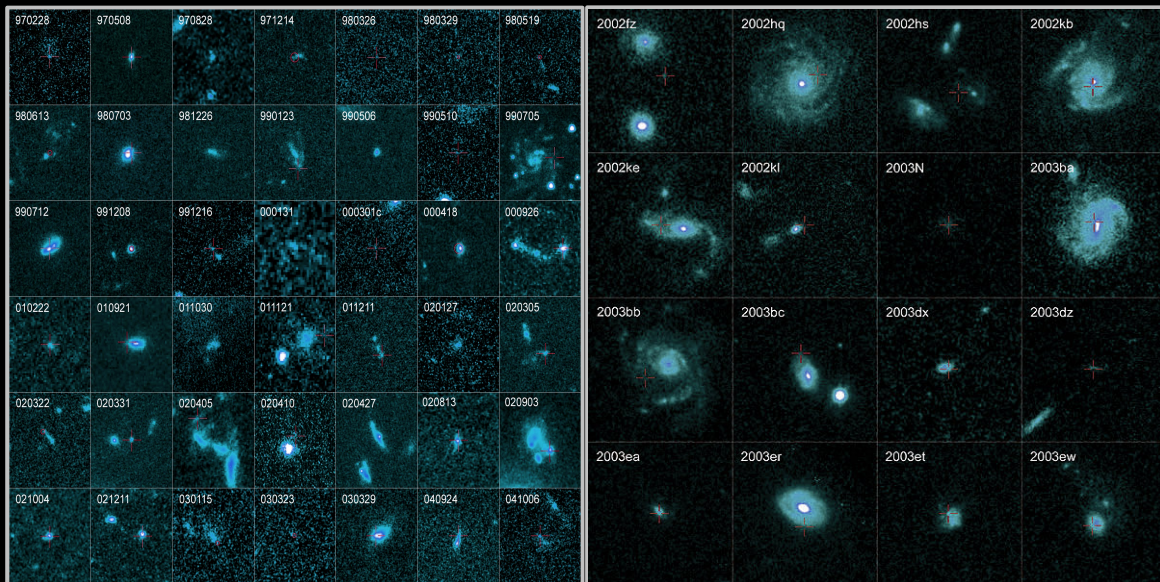 970228 970508 970828 971214 980326 980329 980519
980613 980703 981226 990123 990506 990510 990705
990712 991208 991216 000131 000301c 000418 000926
010222 010921 011030 011121 011211 020127 020305
020322 020331 020405 020410 020427 020813 020903
021004 021211 030115 030323 030329 040924 041006
2002fz 2002hq 2002hs 2002kb
2002ke 2002kl 2003N 2003ba
2003bb 2003bc 2003dx 2003dz
2003ea 2003er 2003et 2003ew